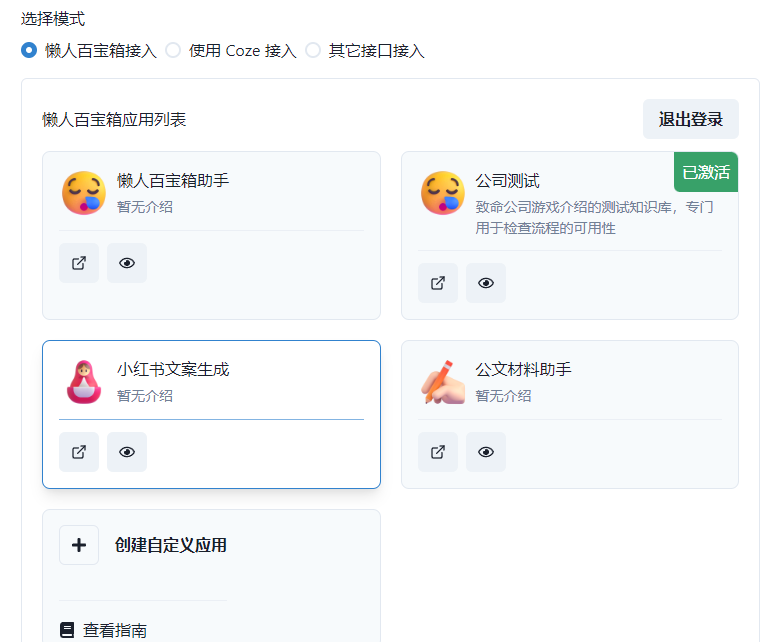 选择模式
懒人百宝箱接入 使用 Coze 接入 其它接口接入
懒人百宝箱应用列表
退出登录
懒人百宝箱助手
暂无介绍
公司测试
已激活
致命公司游戏介绍的测试知识库，专门
用于检查流程的可用性
小红书文案生成
暂无介绍
公文材料助手
暂无介绍
创建自定义应用
查看指南